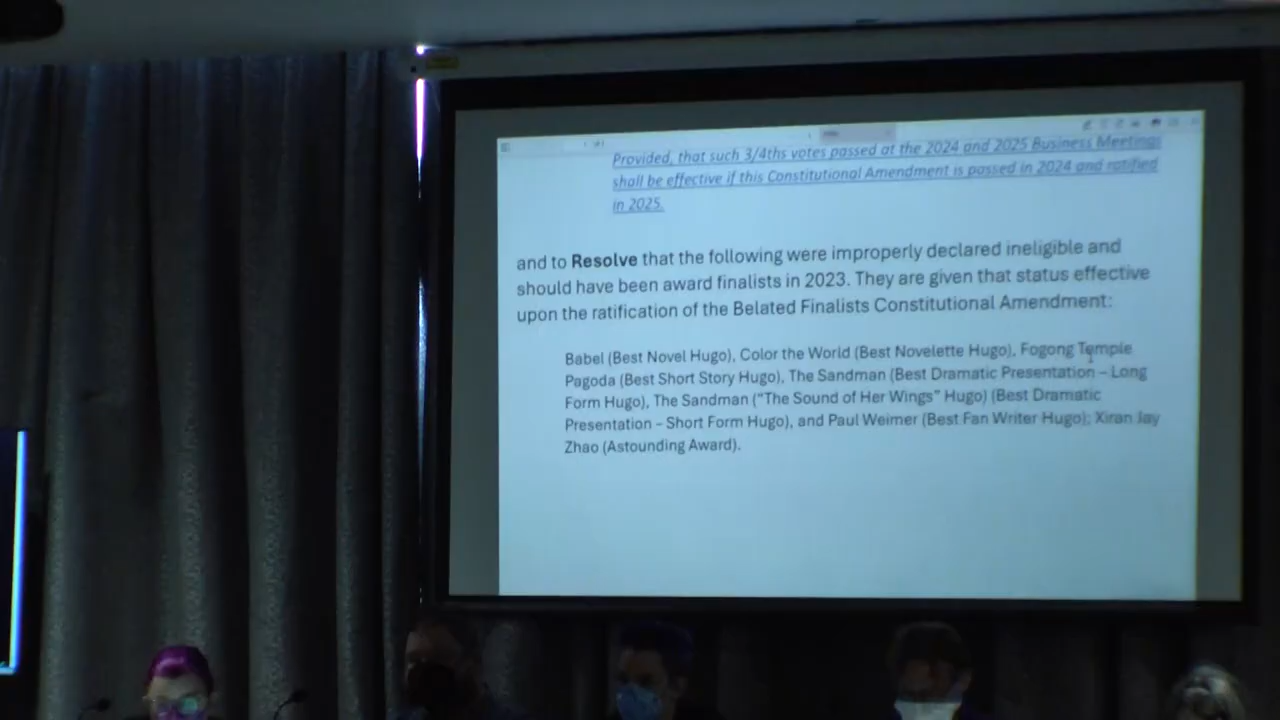 Provided, that such 3/4ths votes passed at the 2024 and 2025 Business Meetings
shall be effective if this Constitutional Amendment is passed in 2024 and ratified
in 2025.
and to Resolve that the following were improperly declared ineligible and
should have been award finalists in 2023. They are given that status effective
upon the ratification of the Belated Finalists Constitutional Amendment:
Babel (Best Novel Hugo), Color the World (Best Novelette Hugo), Fogong Temple
Pagoda (Best Short Story Hugo), The Sandman (Best Dramatic Presentation – Long
Form Hugo), The Sandman (“The Sound of Her Wings” Hugo) (Best Dramatic
Presentation – Short Form Hugo), and Paul Weimer (Best Fan Writer Hugo); Xiran Jay
Zhao (Astounding Award).